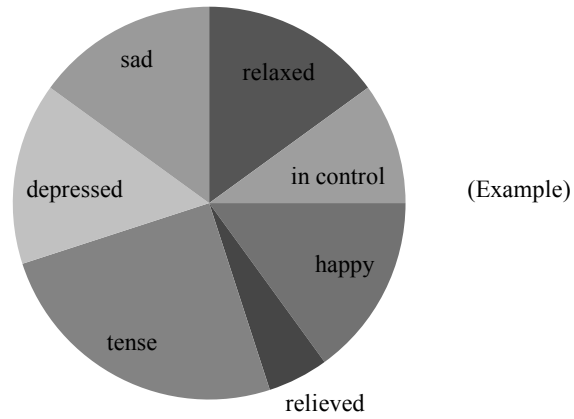 sad
relaxed
in control
depressed
(Example)
happy
tense
relieved